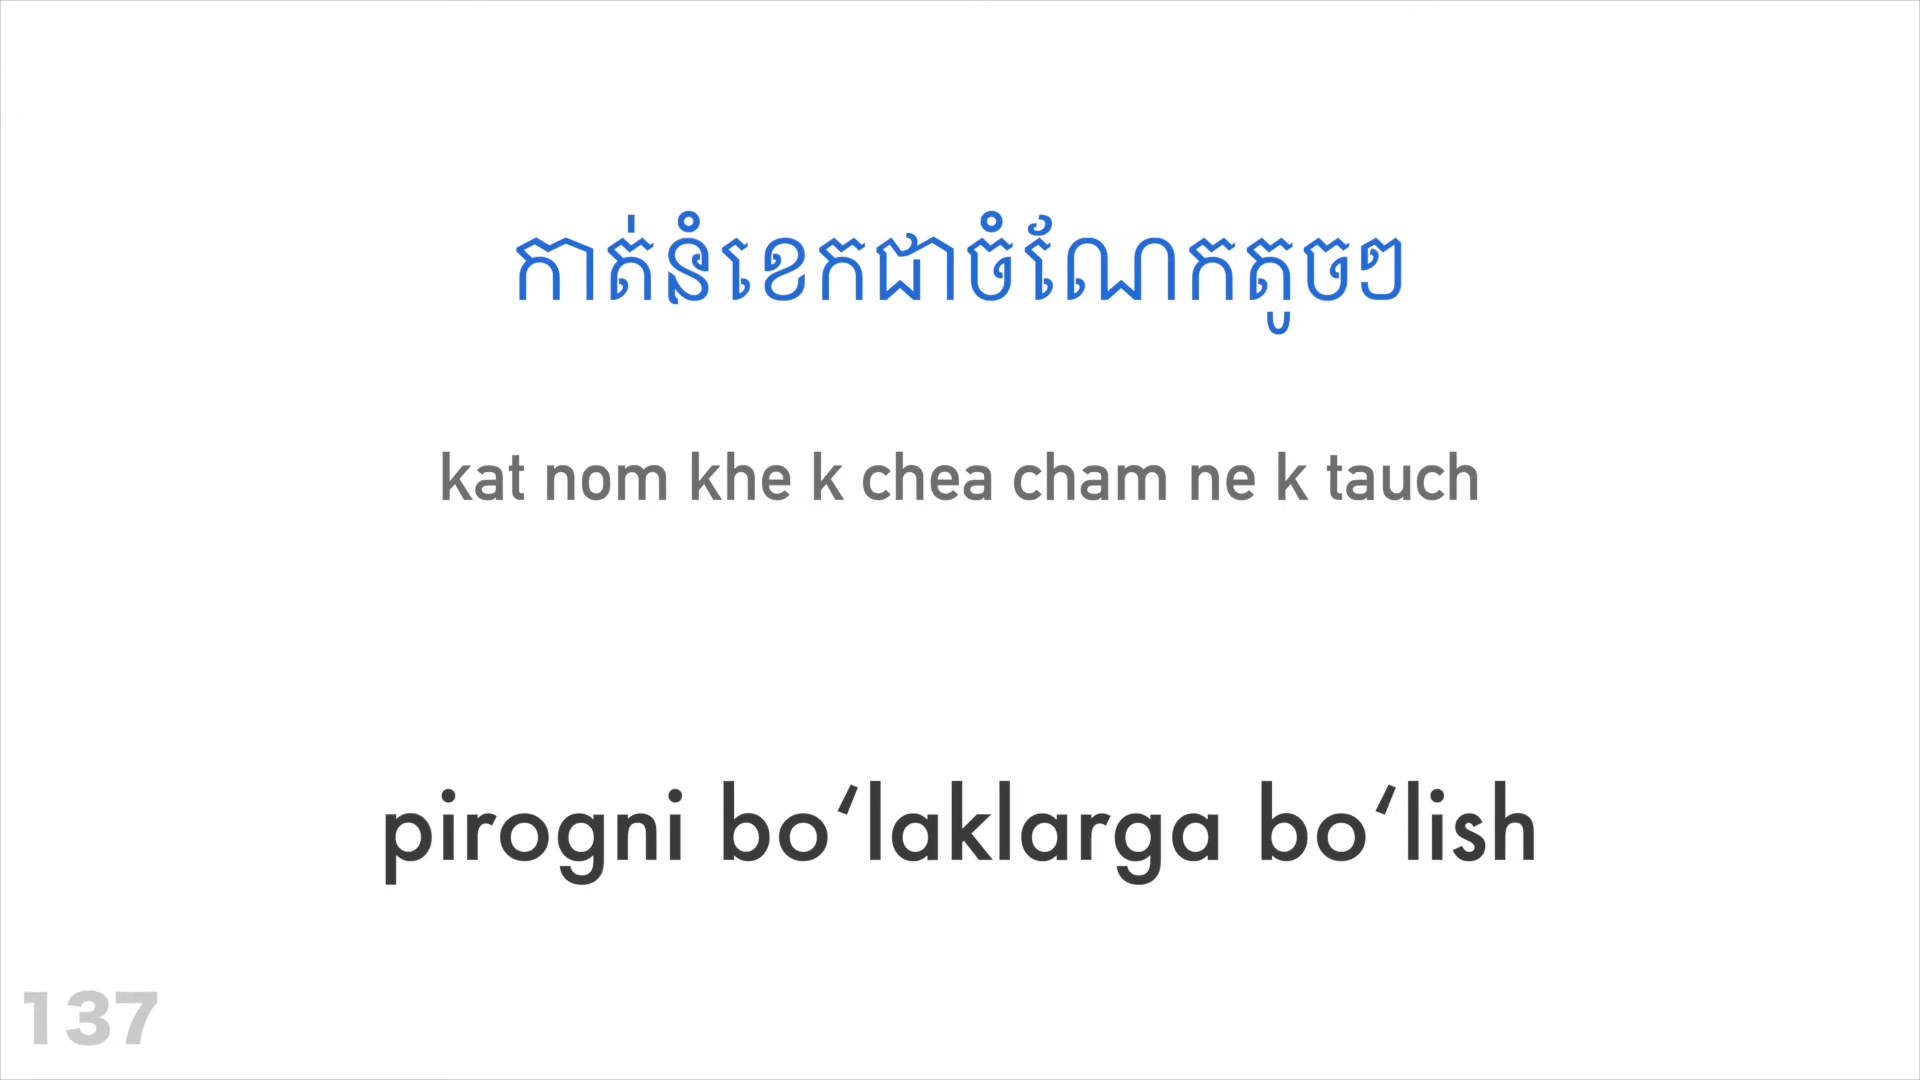 កាត់នំខេកជាចំណែកតូចៗ
kat nom khe k chea cham ne k tauch
pirogni bo‘laklarga bo‘lish
137